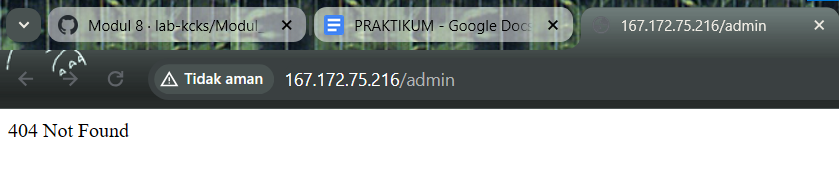 Modul 8 · lab-kcks/Modul_
PRAKTIKUM - Google Docs
167.172.75.216/admin
Tidak aman
167.172.75.216/admin
404 Not Found